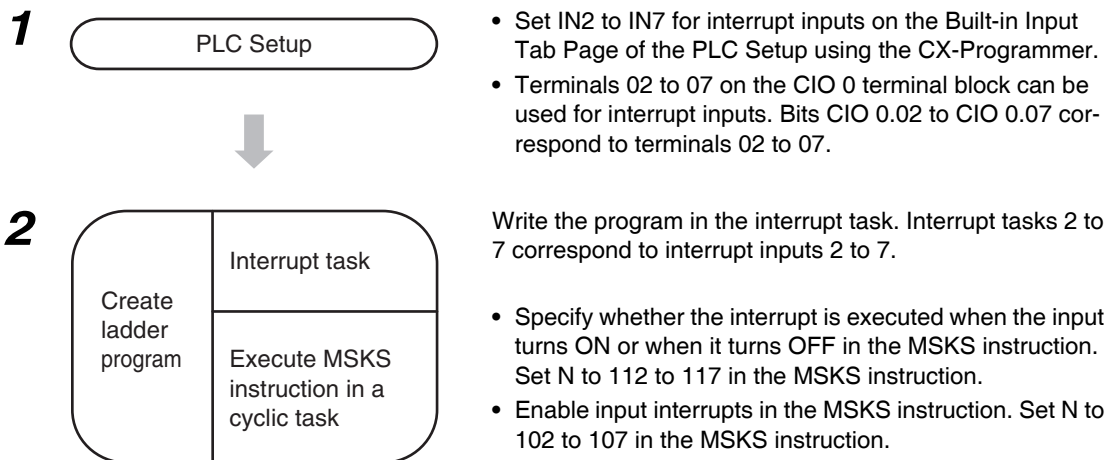 1
PLC Setup
• Set IN2 to IN7 for interrupt inputs on the Built-in Input
Tab Page of the PLC Setup using the CX-Programmer.
• Terminals 02 to 07 on the CIO 0 terminal block can be
used for interrupt inputs. Bits CIO 0.02 to CIO 0.07 cor-
respond to terminals 02 to 07.
2
Create
ladder
program
Interrupt task
Execute MSKS
instruction in a
cyclic task
Write the program in the interrupt task. Interrupt tasks 2 to
7 correspond to interrupt inputs 2 to 7.
• Specify whether the interrupt is executed when the input
turns ON or when it turns OFF in the MSKS instruction.
Set N to 112 to 117 in the MSKS instruction.
• Enable input interrupts in the MSKS instruction. Set N to
102 to 107 in the MSKS instruction.